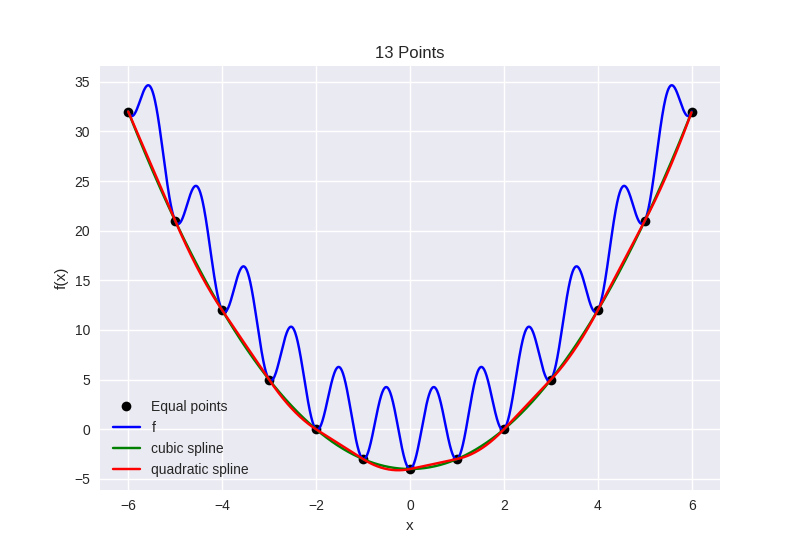 13 Points
35
30
25
20
15
10
5
0
−5
f(x)
Equal points
f
cubic spline
quadratic spline
−6 −4 −2 0 2 4 6
x